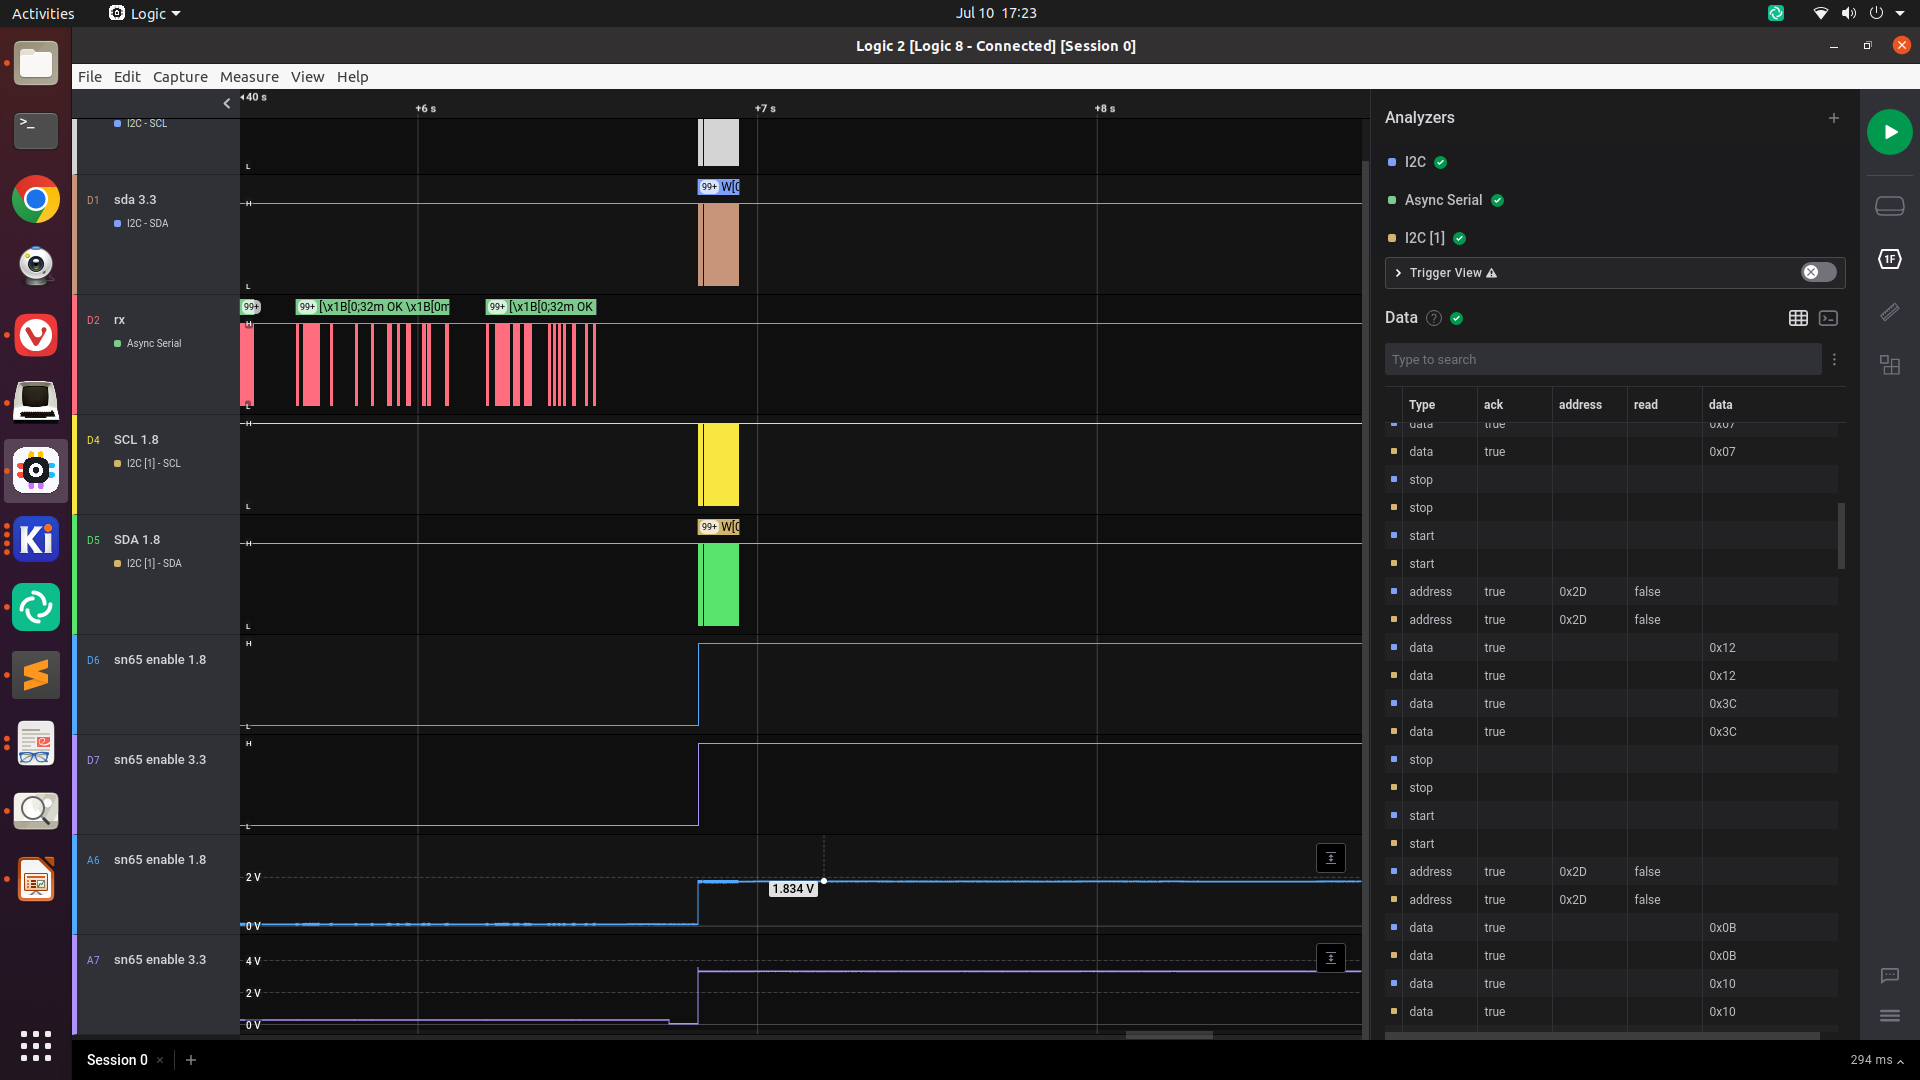 Activities
Logic
Jul 10 17:23
Logic 2 [Logic 8 - Connected] [Session 0]
File Edit Capture Measure View Help
40 s
+6 s +7 s +8 s
I2C - SCL
L
D1 sda 3.3
I2C - SDA
99+ W[0
H
L
D2 rx
Async Serial
99+
99+ [\x1B[0;32m OK \x1B[0m
99+ [\x1B[0;32m OK
H
L
D4 SCL 1.8
I2C [1] - SCL
H
L
D5 SDA 1.8
I2C [1] - SDA
99+ W[0
H
L
D6 sn65 enable 1.8
H
L
D7 sn65 enable 3.3
H
L
A6 sn65 enable 1.8
2 V
1.834 V
0 V
A7 sn65 enable 3.3
4 V
2 V
0 V
Session 0
Analyzers
I2C
Async Serial
I2C [1]
Trigger View
Data
Type to search
Type ack address read data
data true 0x07
data true 0x07
stop
stop
start
start
address true 0x2D false
address true 0x2D false
data true 0x12
data true 0x12
data true 0x3C
data true 0x3C
stop
stop
start
start
address true 0x2D false
address true 0x2D false
data true 0x0B
data true 0x0B
data true 0x10
data true 0x10
1F
Ki
294 ms